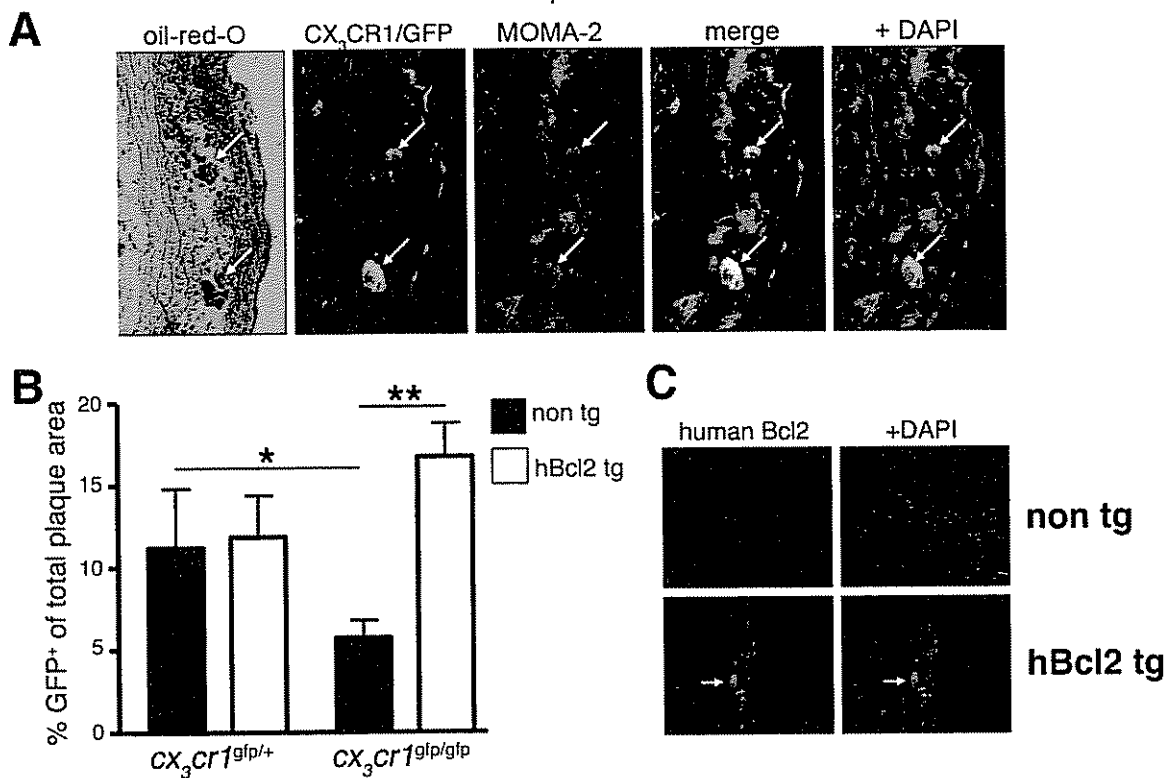 A
oil-red-O CX₃CR1/GFP MOMA-2 merge + DAPI
B
% GFP⁺ of total plaque area
20
15
10
5
0
*
**
non tg
hBcl2 tg
cx₃cr1ᵍᶠᵖ/⁺ cx₃cr1ᵍᶠᵖ/ᵍᶠᵖ
C
human Bcl2 +DAPI
non tg
hBcl2 tg